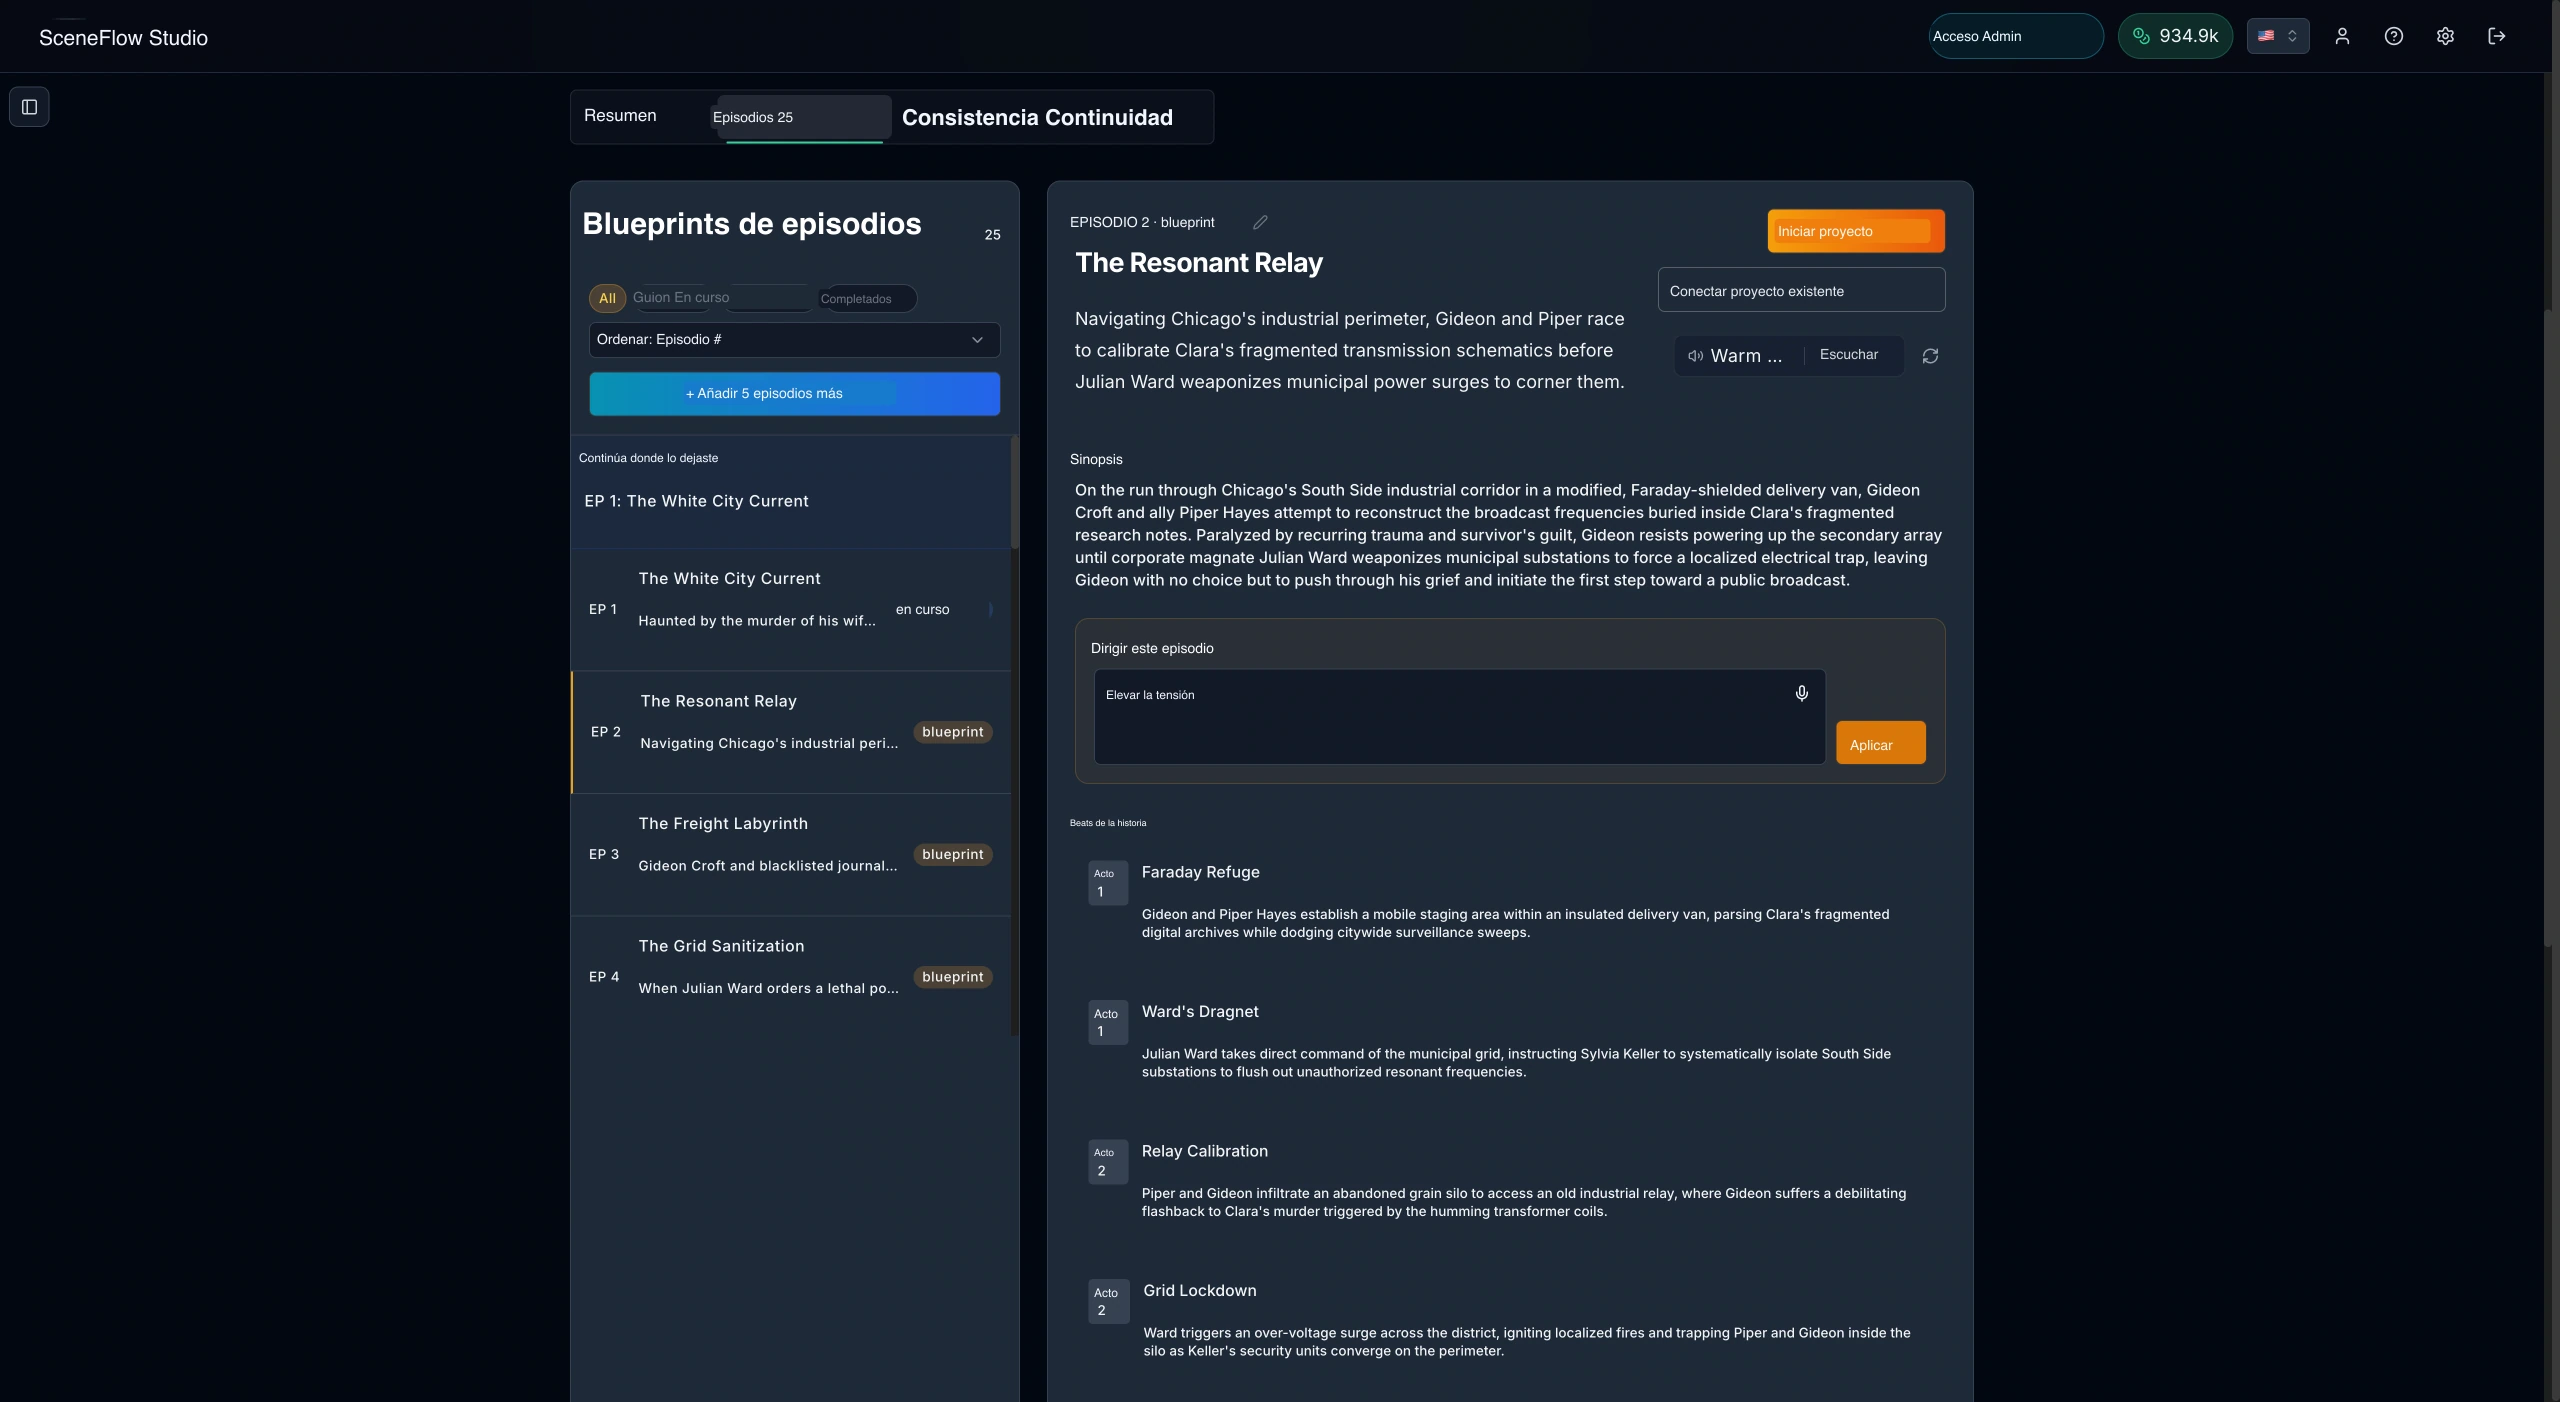 SceneFlow Studio
Acceso Admin
934.9k
Resumen
Episodios 25
Consistencia Continuidad
Blueprints de episodios
25
All
Guion En curso
Completados
Ordenar: Episodio #
+ Añadir 5 episodios más
Continúa donde lo dejaste
EP 1: The White City Current
The White City Current
EP 1
en curso
Haunted by the murder of his wif...
The Resonant Relay
EP 2
blueprint
Navigating Chicago's industrial peri...
The Freight Labyrinth
EP 3
blueprint
Gideon Croft and blacklisted journal...
The Grid Sanitization
EP 4
blueprint
When Julian Ward orders a lethal po...
EPISODIO 2 · blueprint
Iniciar proyecto
The Resonant Relay
Conectar proyecto existente
Navigating Chicago's industrial perimeter, Gideon and Piper race
to calibrate Clara's fragmented transmission schematics before
Julian Ward weaponizes municipal power surges to corner them.
Warm ...
Escuchar
Sinopsis
On the run through Chicago's South Side industrial corridor in a modified, Faraday-shielded delivery van, Gideon
Croft and ally Piper Hayes attempt to reconstruct the broadcast frequencies buried inside Clara's fragmented
research notes. Paralyzed by recurring trauma and survivor's guilt, Gideon resists powering up the secondary array
until corporate magnate Julian Ward weaponizes municipal substations to force a localized electrical trap, leaving
Gideon with no choice but to push through his grief and initiate the first step toward a public broadcast.
Dirigir este episodio
Elevar la tensión
Aplicar
Beats de la historia
Acto
1
Faraday Refuge
Gideon and Piper Hayes establish a mobile staging area within an insulated delivery van, parsing Clara's fragmented
digital archives while dodging citywide surveillance sweeps.
Acto
1
Ward's Dragnet
Julian Ward takes direct command of the municipal grid, instructing Sylvia Keller to systematically isolate South Side
substations to flush out unauthorized resonant frequencies.
Acto
2
Relay Calibration
Piper and Gideon infiltrate an abandoned grain silo to access an old industrial relay, where Gideon suffers a debilitating
flashback to Clara's murder triggered by the humming transformer coils.
Acto
2
Grid Lockdown
Ward triggers an over-voltage surge across the district, igniting localized fires and trapping Piper and Gideon inside the
silo as Keller's security units converge on the perimeter.